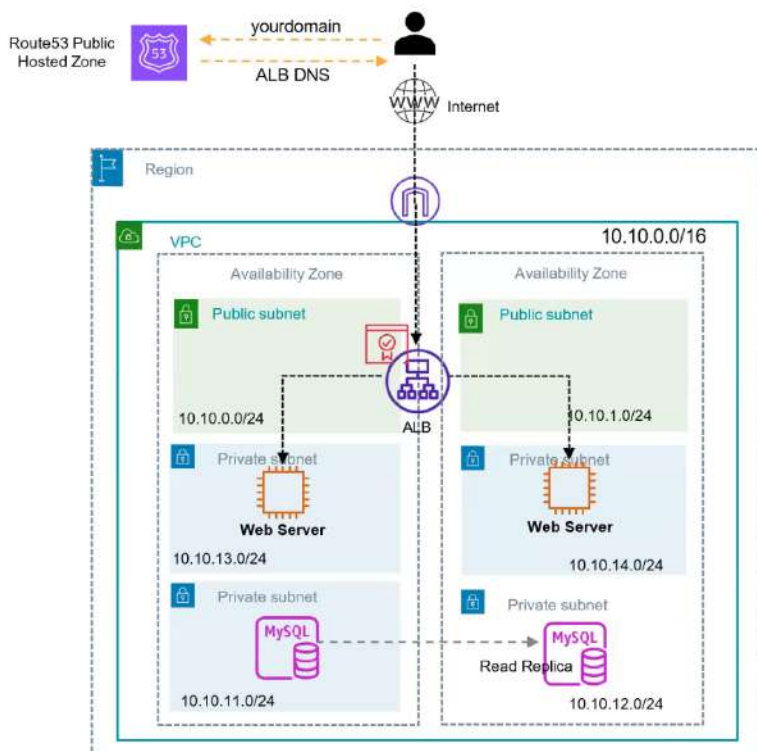 yourdomain
Route53 Public
Hosted Zone
53
ALB DNS
WWW
Internet
Region
VPC
10.10.0.0/16
Availability Zone
Availability Zone
Public subnet
Public subnet
10.10.0.0/24
10.10.1.0/24
ALB
Private subnet
Private subnet
Web Server
Web Server
10.10.13.0/24
10.10.14.0/24
Private subnet
Private subnet
MySQL
MySQL
Read Replica
10.10.11.0/24
10.10.12.0/24